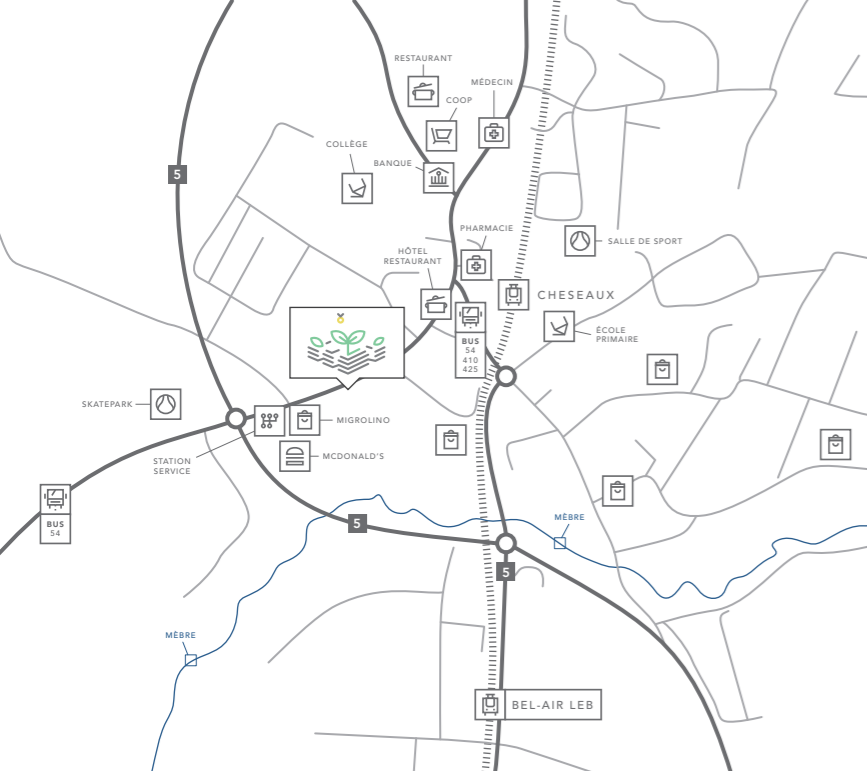 RESTAURANT
MÉDECIN
COOP
COLLÈGE
BANQUE
5
PHARMACIE
SALLE DE SPORT
HÔTEL
RESTAURANT
CHESEAUX
ÉCOLE
PRIMAIRE
BUS
54
410
425
SKATEPARK
MIGROLINO
STATION
SERVICE
MCDONALD'S
BUS
54
5
MÈBRE
5
MÈBRE
BEL-AIR LEB